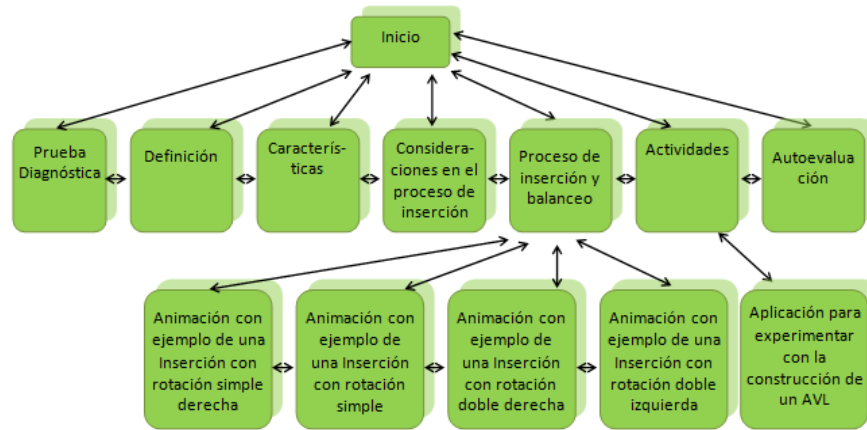 Inicio
Prueba
Diagnóstica
Definición
Caracterís-
ticas
Considera-
ciones en el
proceso de
inserción
Proceso de
inserción y
balanceo
Actividades
Autoevalua
ción
Animación con
ejemplo de una
Inserción con
rotación simple
derecha
Animación con
ejemplo de
una Inserción
con rotación
simple
Animación con
ejemplo de
una Inserción
con rotación
doble derecha
Animación con
ejemplo de una
Inserción con
rotación doble
izquierda
Aplicación para
experimentar
con la
construcción de
un AVL